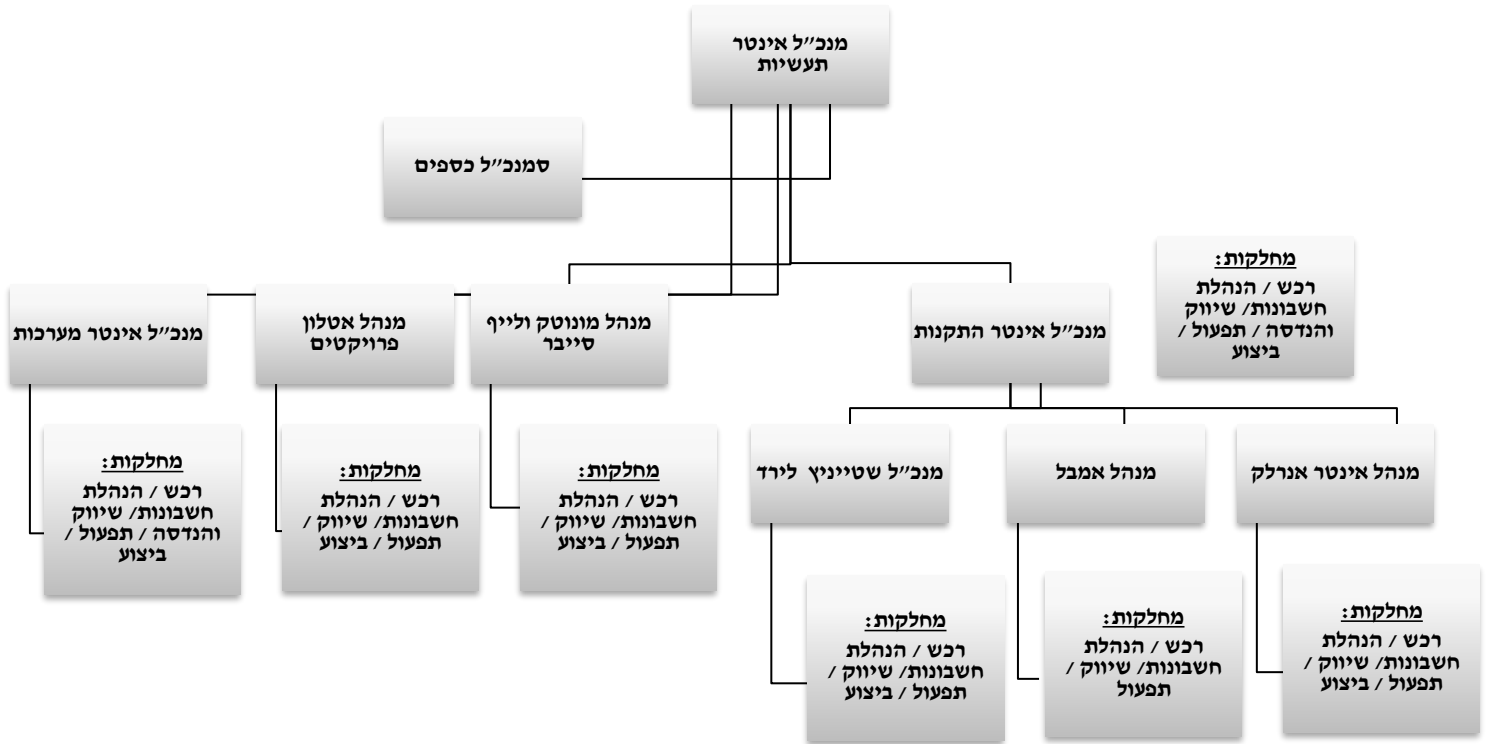 מנכ״ל אינטר
תעשיות
סמנכ״ל כספים
מחלקות:
רכש / הנהלת
חשבונות/ שיווק
והנדסה / תפעול /
ביצוע
מנכ״ל אינטר התקנות
מנהל מונוטק ולייף
סייבר
מנהל אטלון
פרויקטים
מנכ״ל אינטר מערכות
מנהל אינטר אנרלק
מנהל אמבל
מנכ״ל שטייניץ לירד
מחלקות:
רכש / הנהלת
חשבונות/ שיווק /
תפעול / ביצוע
מחלקות:
רכש / הנהלת
חשבונות/ שיווק /
תפעול / ביצוע
מחלקות:
רכש / הנהלת
חשבונות/ שיווק
והנדסה / תפעול /
ביצוע
מחלקות:
רכש / הנהלת
חשבונות/ שיווק /
תפעול / ביצוע
מחלקות:
רכש / הנהלת
חשבונות/ שיווק /
תפעול
מחלקות:
רכש / הנהלת
חשבונות/ שיווק /
תפעול / ביצוע